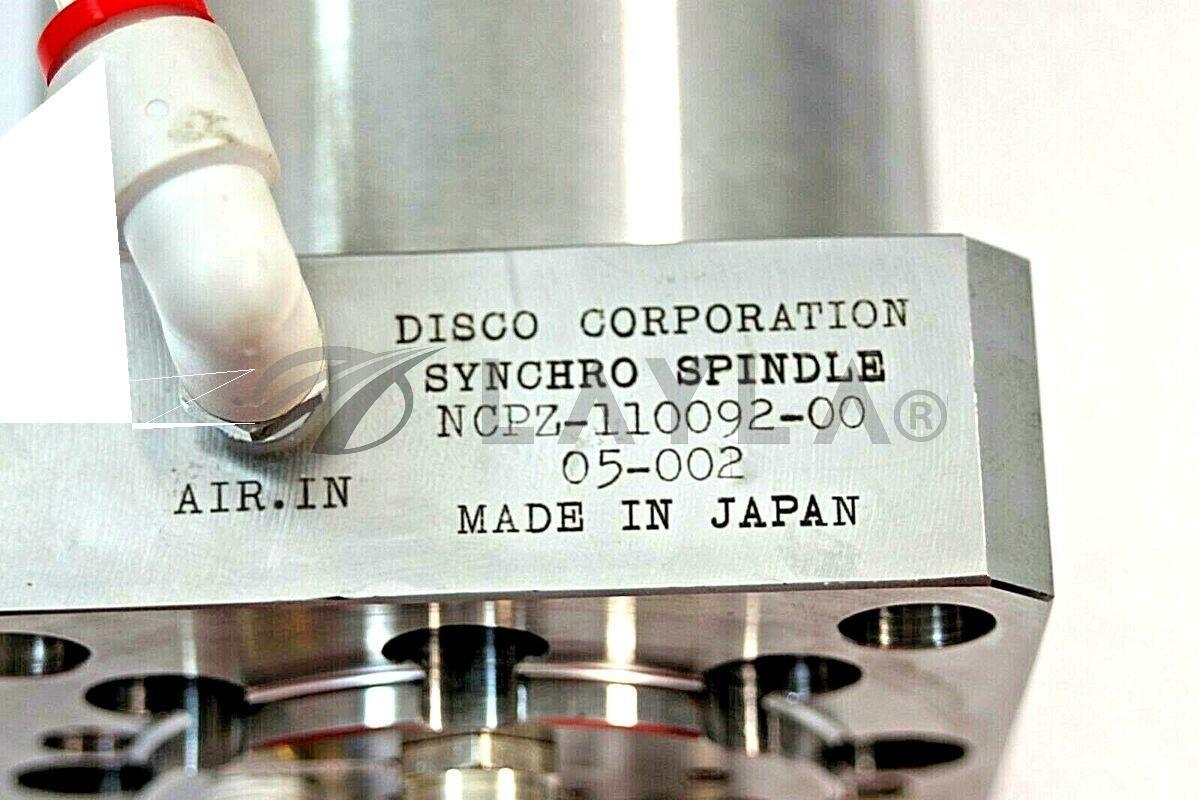 DISCO CORPORATION
SYNCHRO SPINDLE
LAYLA®
NCPZ-110092-00
05-002
AIR.IN
MADE IN JAPAN